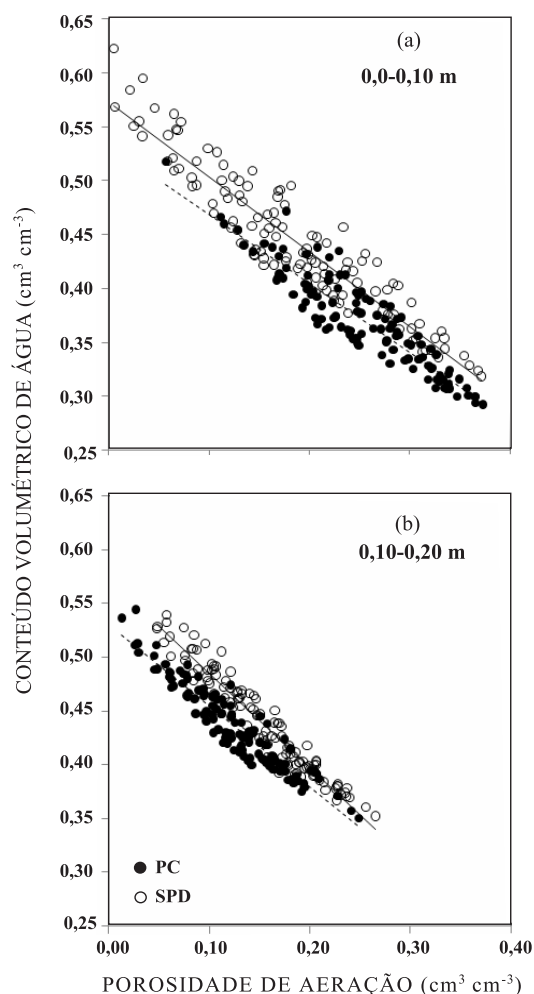 CONTEÚDO VOLUMÉTRICO DE ÁGUA (cm³ cm⁻³)
0,65
(a)
0,60
0,0-0,10 m
0,55
0,50
0,45
0,40
0,35
0,30
0,25
0,65
(b)
0,60
0,10-0,20 m
0,55
0,50
0,45
0,40
0,35
0,30
PC
SPD
0,25
0,00 0,10 0,20 0,30 0,40
POROSIDADE DE AERAÇÃO (cm³ cm⁻³)